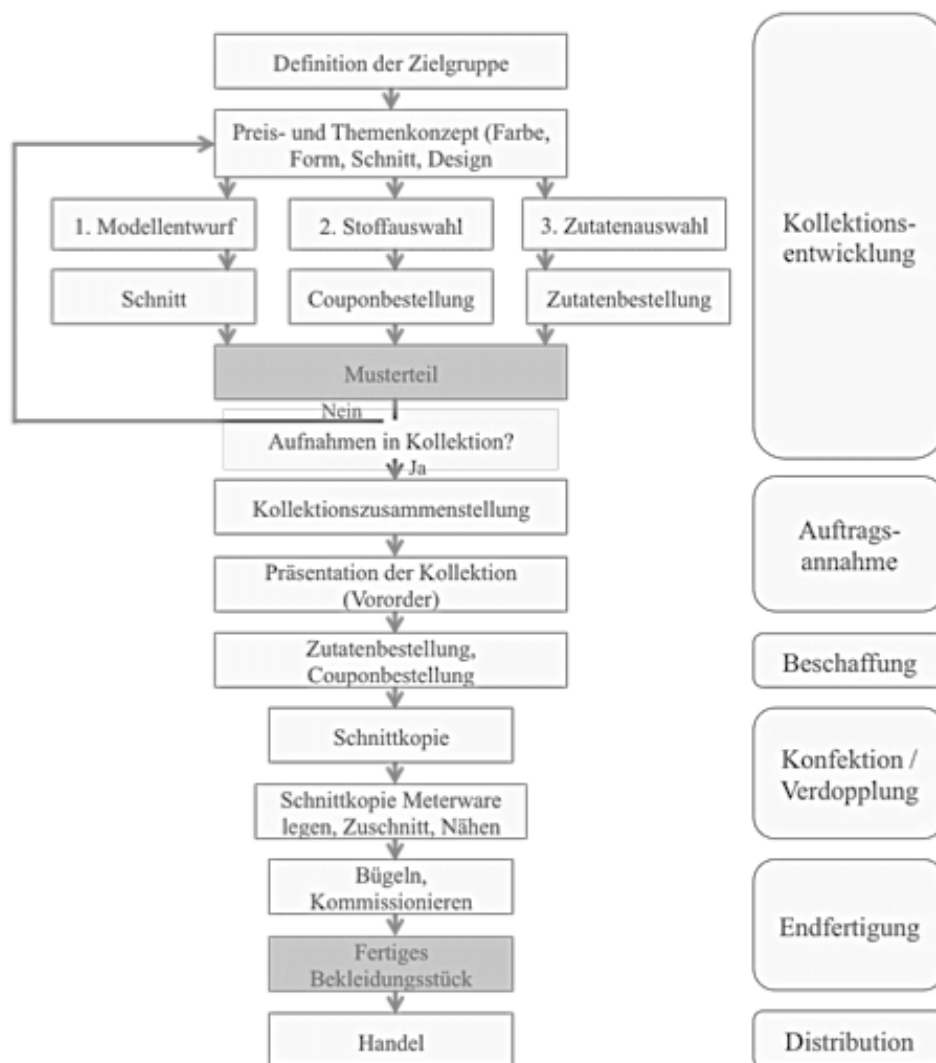 Definition der Zielgruppe
Preis- und Themenkonzept (Farbe,
Form, Schnitt, Design
1. Modellentwurf
2. Stoffauswahl
3. Zutatenauswahl
Schnitt
Couponbestellung
Zutatenbestellung
Musterteil
Nein
Aufnahmen in Kollektion?
Ja
Kollektionszusammenstellung
Präsentation der Kollektion
(Vororder)
Zutatenbestellung,
Couponbestellung
Schnittkopie
Schnittkopie Meterware
legen, Zuschnitt, Nähen
Bügeln,
Kommissionieren
Fertiges
Bekleidungsstück
Handel
Kollektions-
entwicklung
Auftrags-
annahme
Beschaffung
Konfektion /
Verdopplung
Endfertigung
Distribution